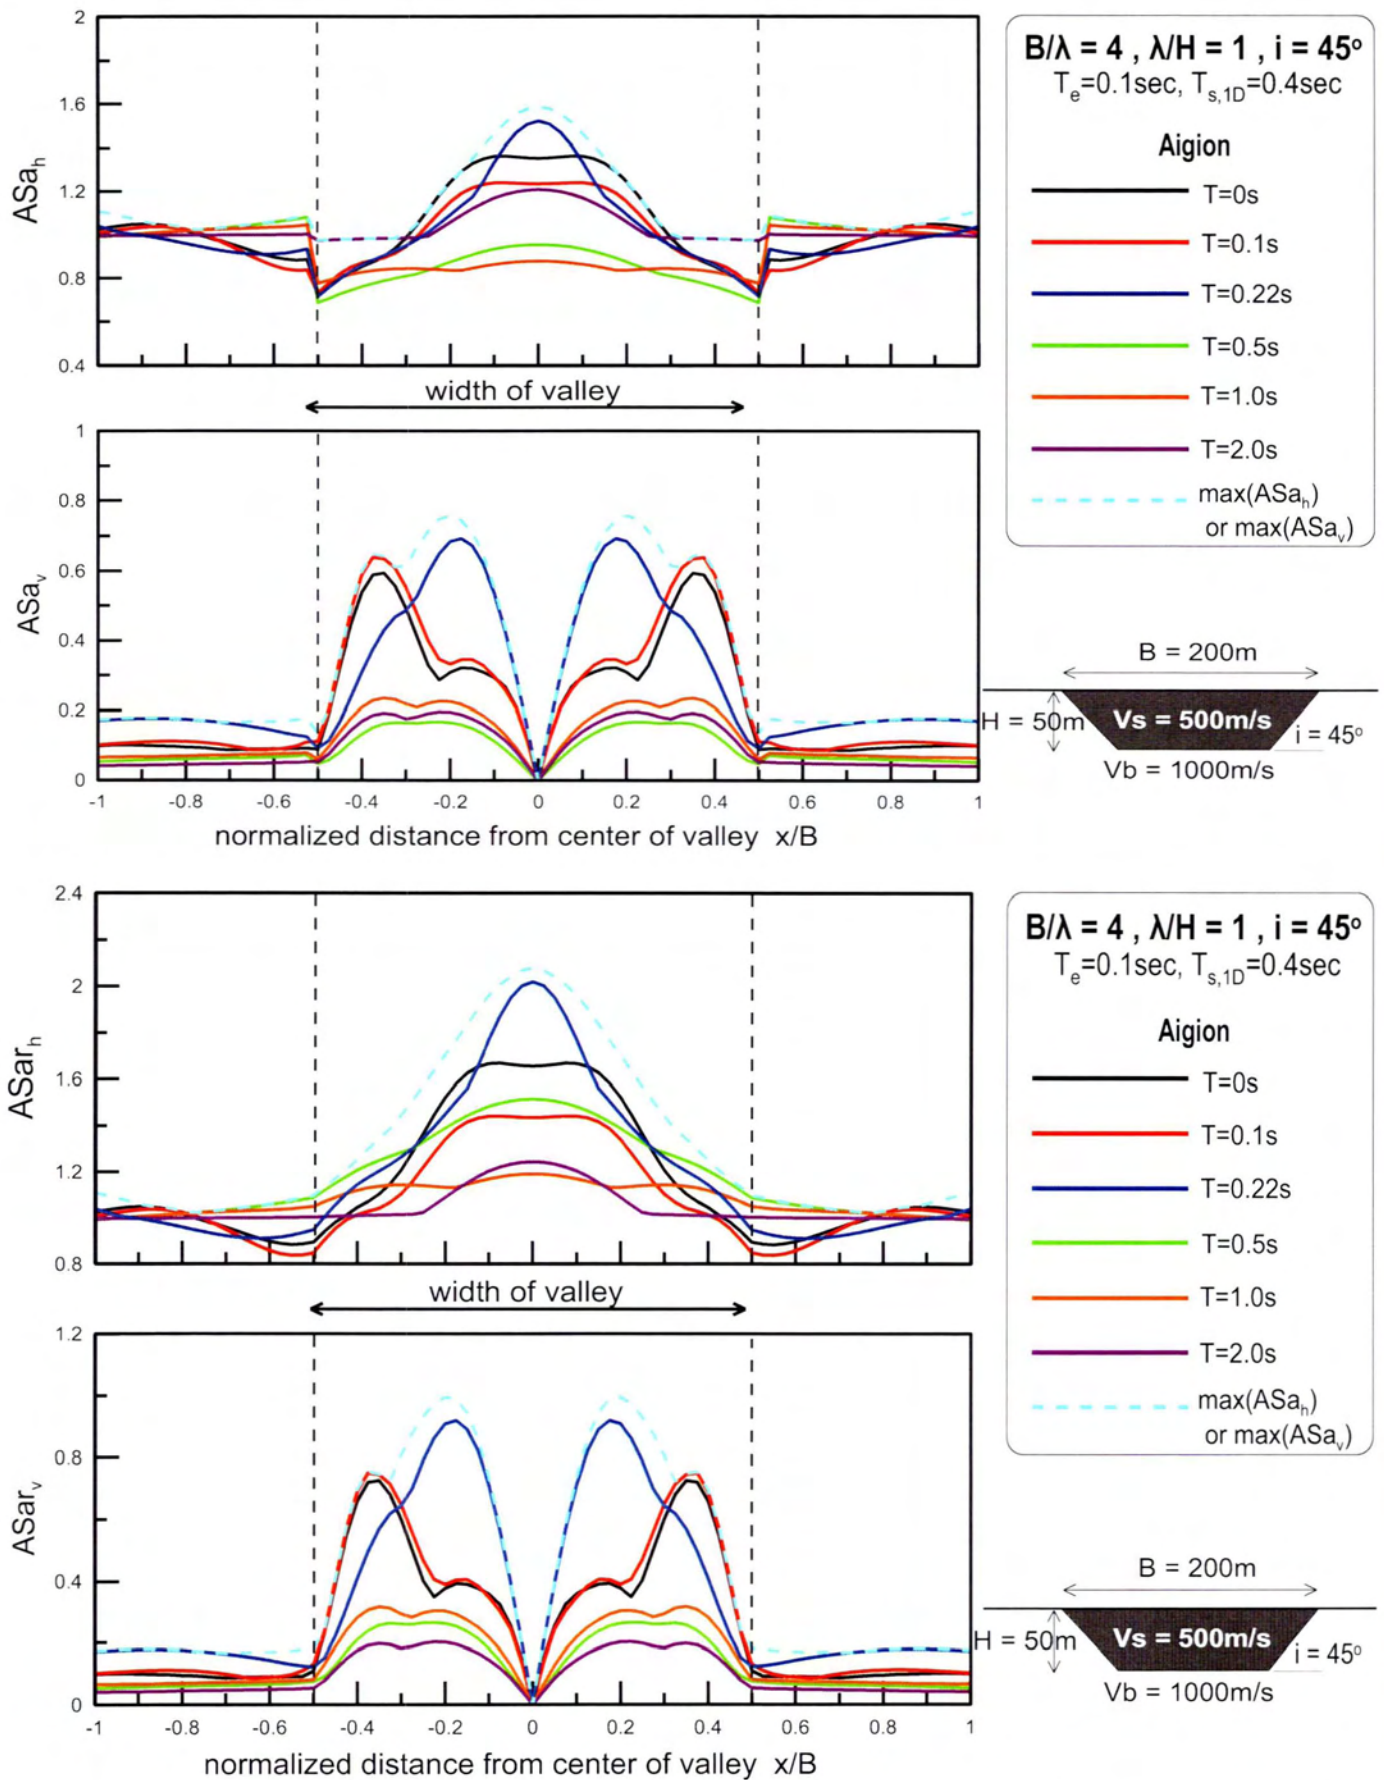 2
1.6
1.2
0.8
0.4
ASa_h
width of valley
1
0.8
0.6
0.4
0.2
0
ASa_v
-1 -0.8 -0.6 -0.4 -0.2 0 0.2 0.4 0.6 0.8 1
normalized distance from center of valley x/B
B/λ = 4 , λ/H = 1 , i = 45°
T_e=0.1sec, T_s,1D=0.4sec
Aigion
T=0s
T=0.1s
T=0.22s
T=0.5s
T=1.0s
T=2.0s
max(ASa_h)
or max(ASa_v)
B = 200m
H = 50m
Vs = 500m/s
i = 45°
Vb = 1000m/s
2.4
2
1.6
1.2
0.8
ASar_h
width of valley
1.2
0.8
0.4
0
ASar_v
-1 -0.8 -0.6 -0.4 -0.2 0 0.2 0.4 0.6 0.8 1
normalized distance from center of valley x/B
B/λ = 4 , λ/H = 1 , i = 45°
T_e=0.1sec, T_s,1D=0.4sec
Aigion
T=0s
T=0.1s
T=0.22s
T=0.5s
T=1.0s
T=2.0s
max(ASa_h)
or max(ASa_v)
B = 200m
H = 50m
Vs = 500m/s
i = 45°
Vb = 1000m/s